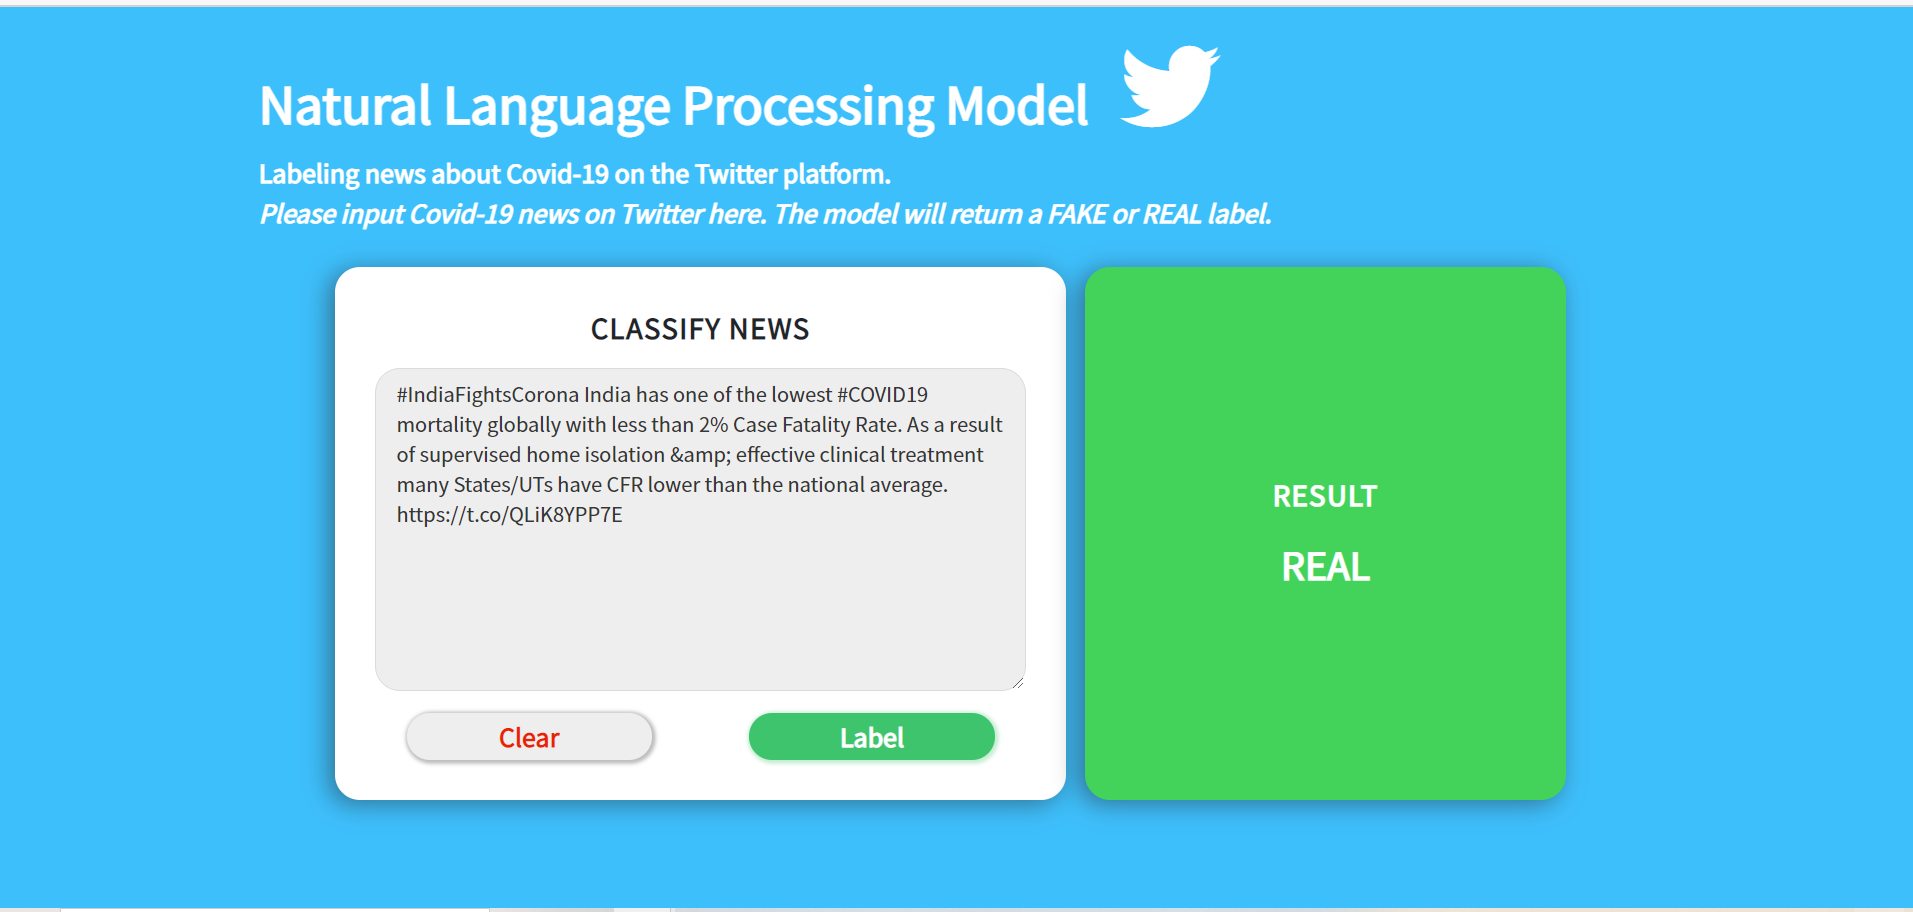 Natural Language Processing Model
Labeling news about Covid-19 on the Twitter platform.
Please input Covid-19 news on Twitter here. The model will return a FAKE or REAL label.
CLASSIFY NEWS
#IndiaFightsCorona India has one of the lowest #COVID19
mortality globally with less than 2% Case Fatality Rate. As a result
of supervised home isolation &amp; effective clinical treatment
many States/UTs have CFR lower than the national average.
https://t.co/QLiK8YPP7E
Clear
Label
RESULT
REAL